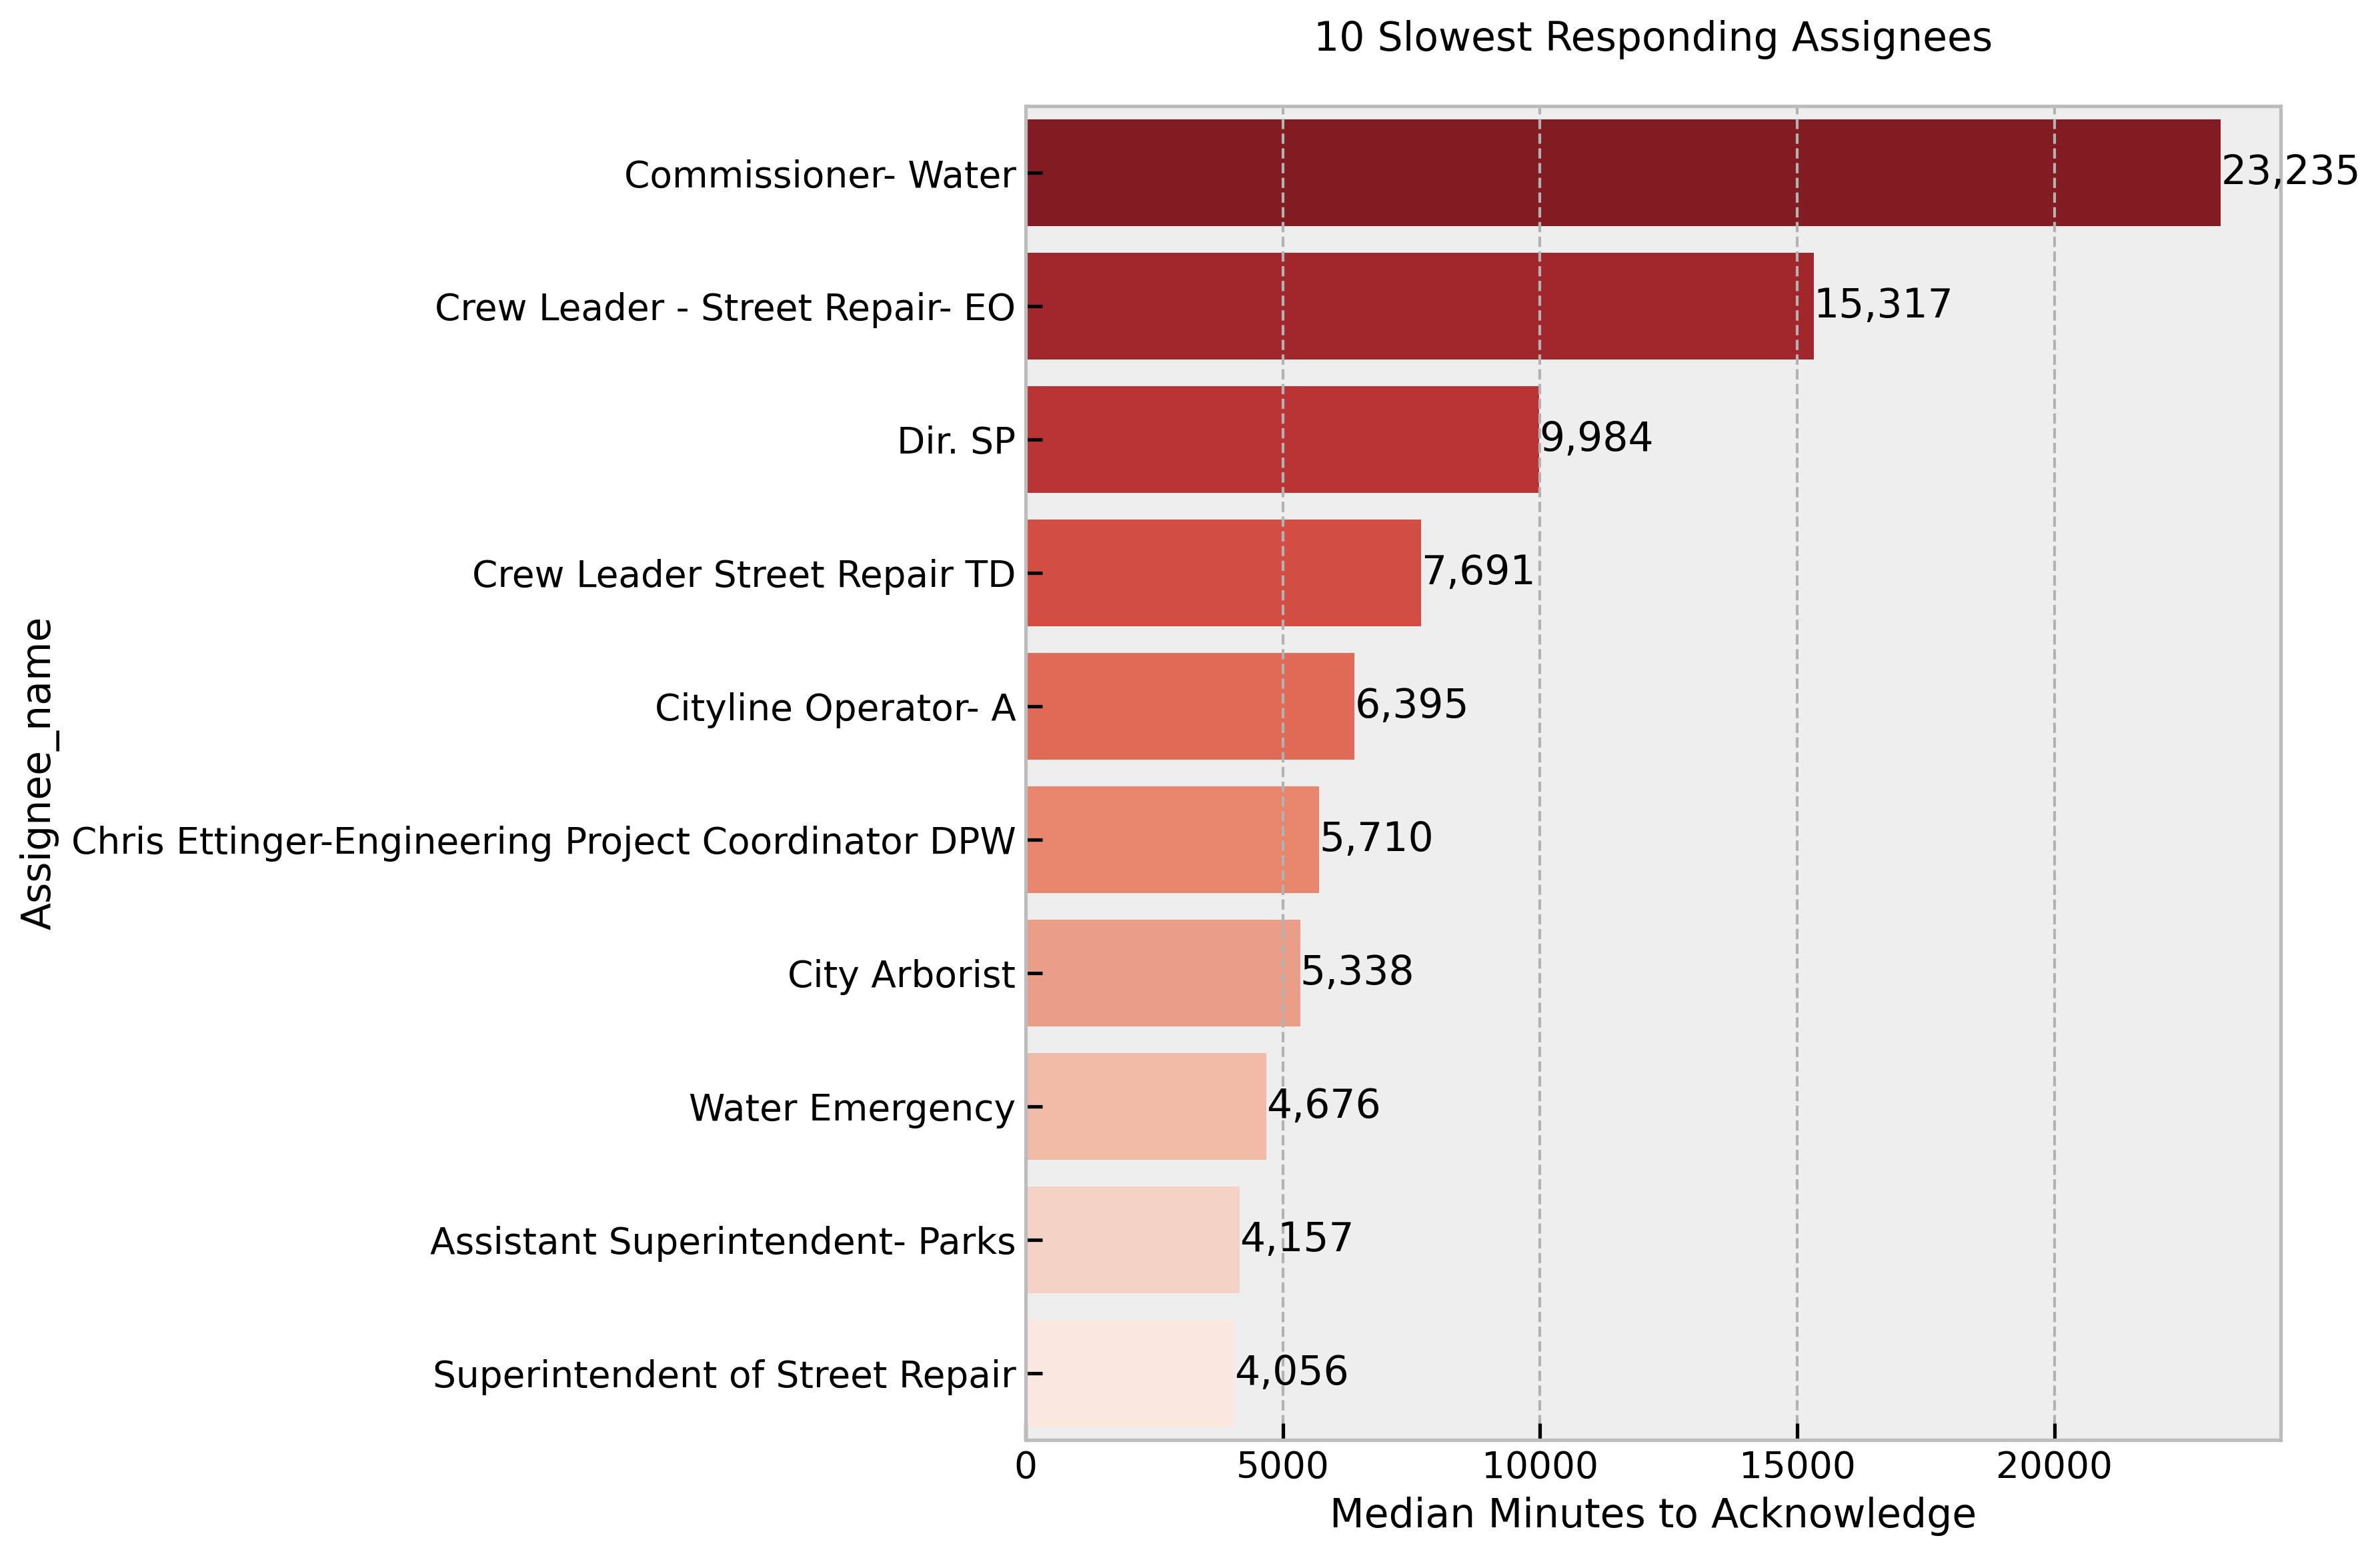 10 Slowest Responding Assignees
Commissioner- Water
23,235
Crew Leader - Street Repair- EO
15,317
Dir. SP
9,984
Crew Leader Street Repair TD
7,691
Cityline Operator- A
6,395
Chris Ettinger-Engineering Project Coordinator DPW
5,710
City Arborist
5,338
Water Emergency
4,676
Assistant Superintendent- Parks
4,157
Superintendent of Street Repair
4,056
Assignee_name
0 5000 10000 15000 20000
Median Minutes to Acknowledge